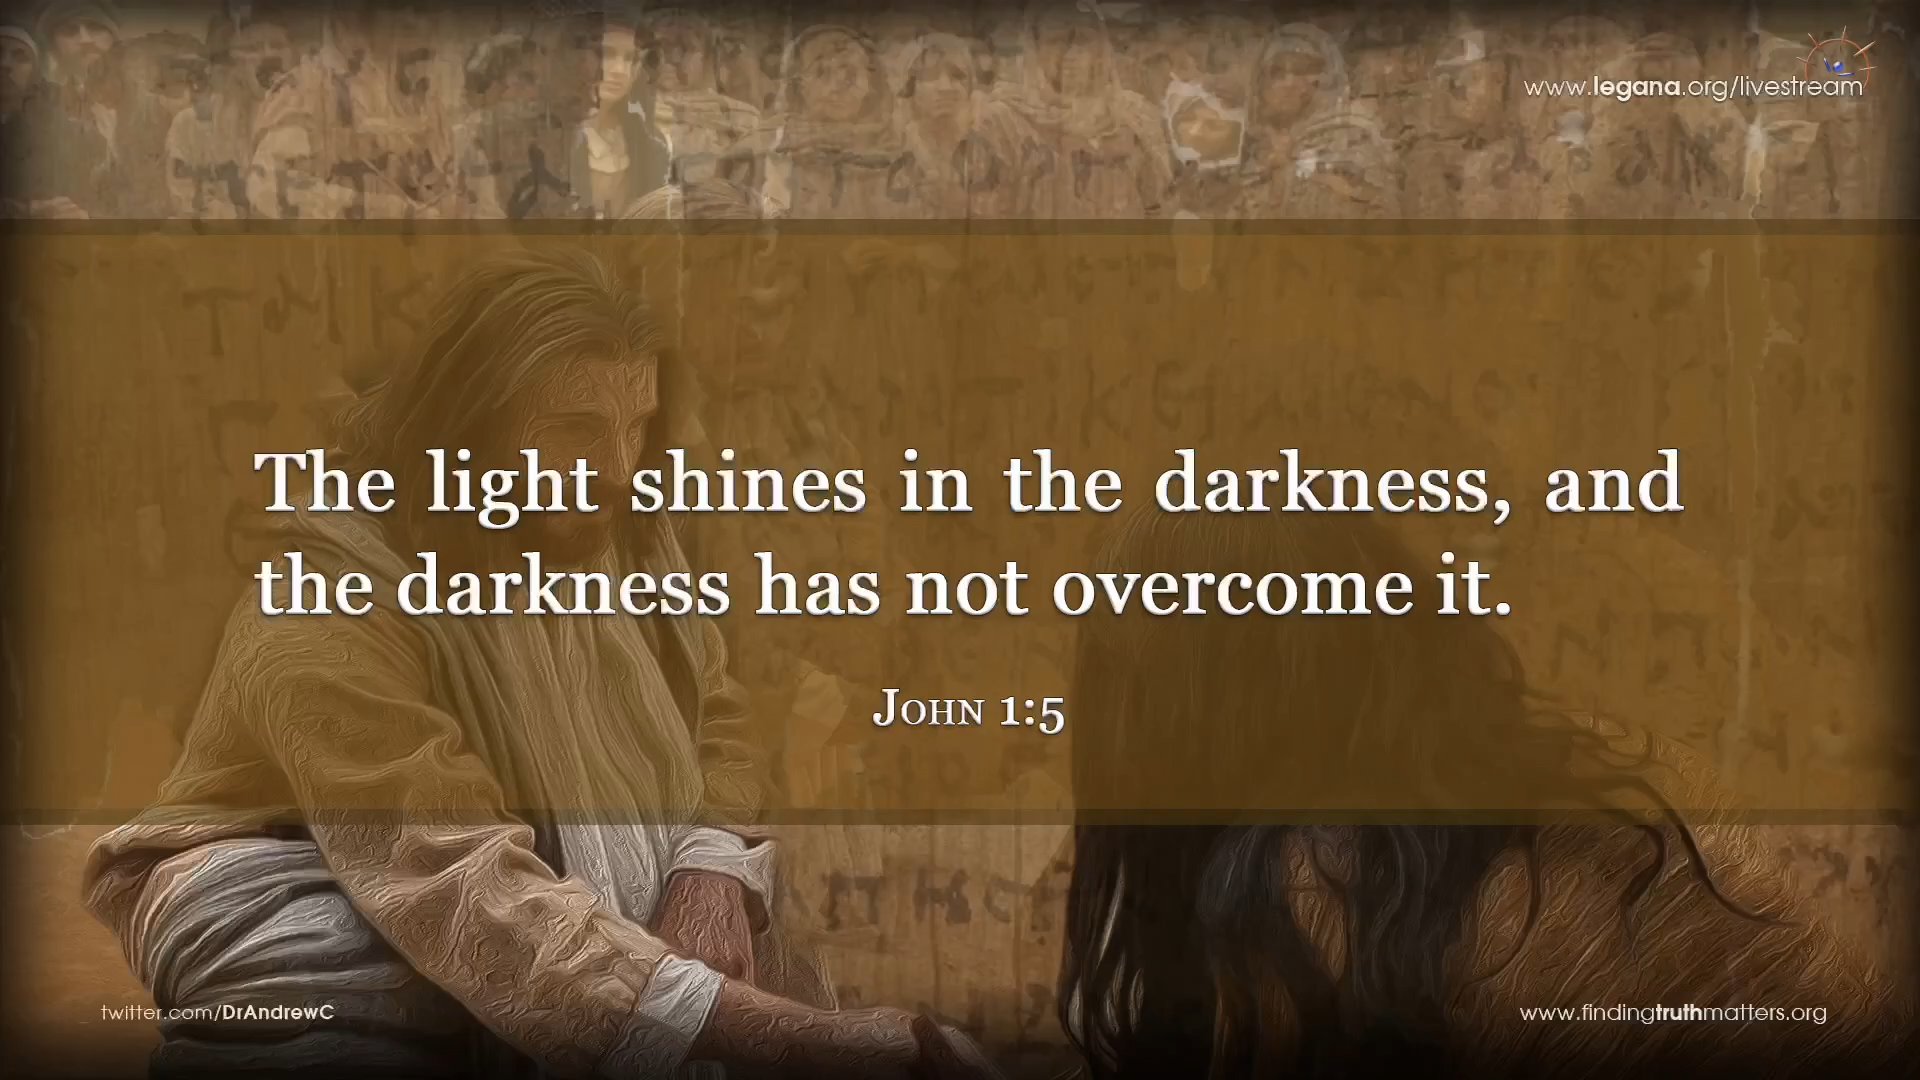 www.legana.org/livestream
The light shines in the darkness, and
the darkness has not overcome it.
John 1:5
twitter.com/DrAndrewC
www.findingtruthmatters.org